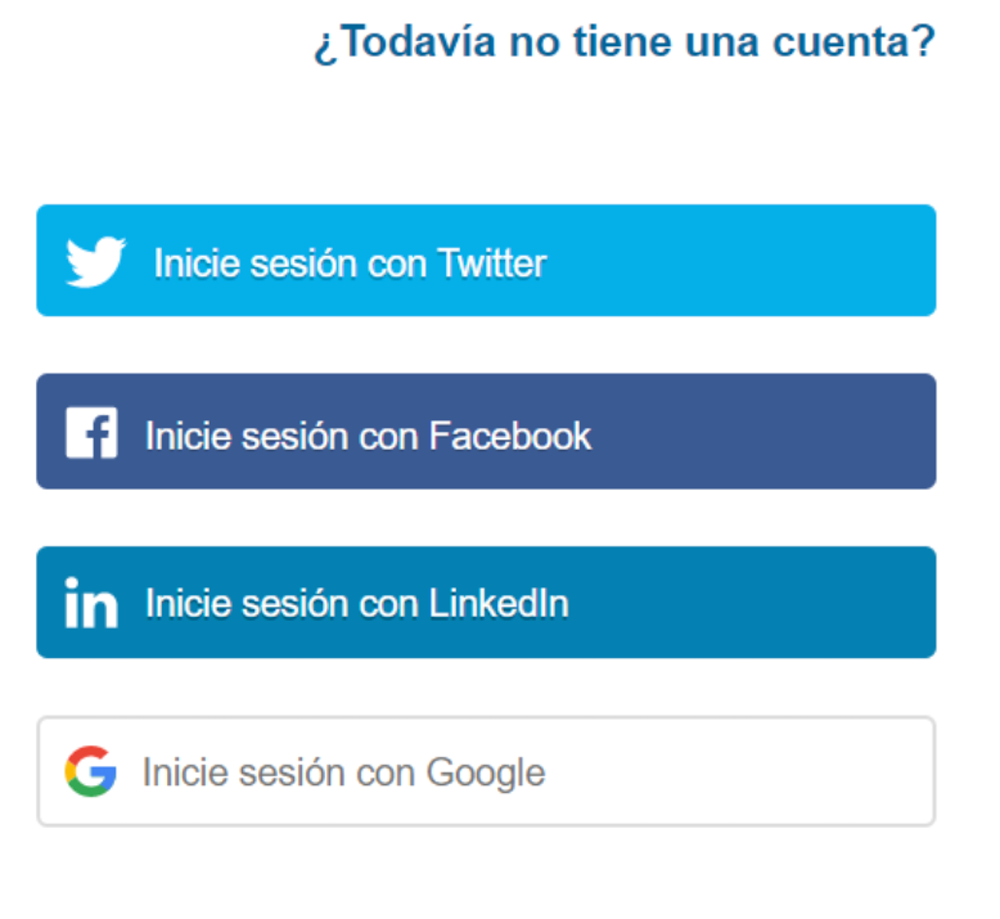 ¿Todavía no tiene una cuenta?
Inicie sesión con Twitter
Inicie sesión con Facebook
in Inicie sesión con LinkedIn
Inicie sesión con Google